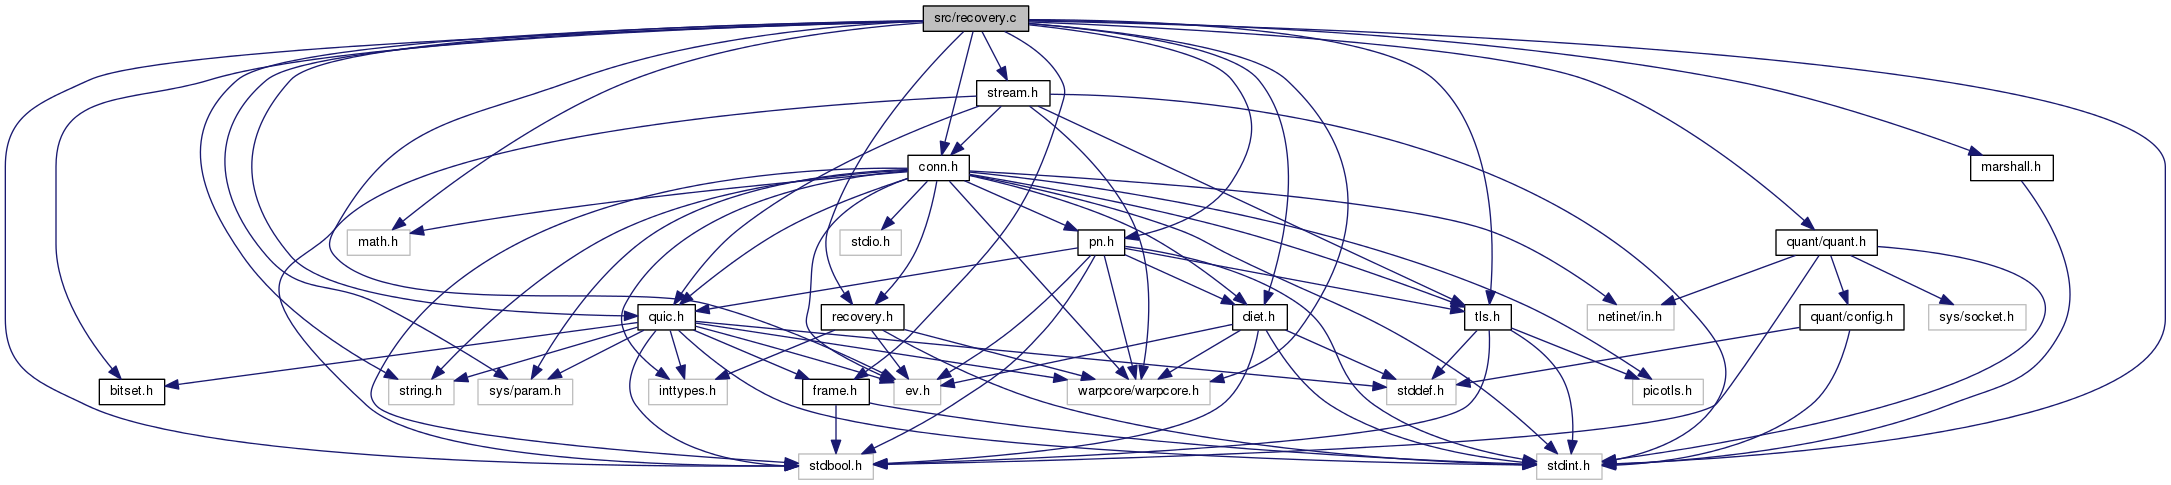 src/recovery.c
stream.h
conn.h
marshall.h
math.h
stdio.h
pn.h
quant/quant.h
quic.h
recovery.h
diet.h
tls.h
netinet/in.h
quant/config.h
sys/socket.h
bitset.h
string.h
sys/param.h
inttypes.h
frame.h
ev.h
warpcore/warpcore.h
stddef.h
picotls.h
stdbool.h
stdint.h